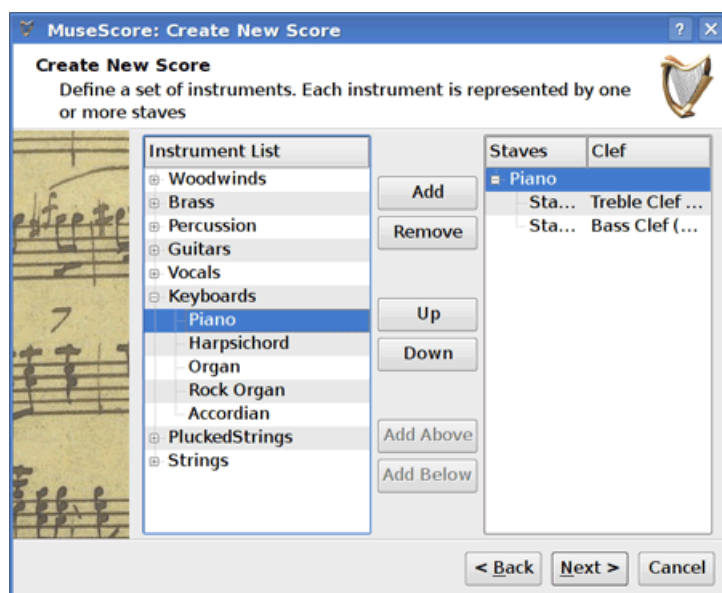 MuseScore: Create New Score
Create New Score
Define a set of instruments. Each instrument is represented by one
or more staves
Instrument List
Woodwinds
Brass
Percussion
Guitars
Vocals
Keyboards
Piano
Harpsichord
Organ
Rock Organ
Accordian
PluckedStrings
Strings
Add
Remove
Up
Down
Add Above
Add Below
Staves Clef
Piano
Sta... Treble Clef ...
Sta... Bass Clef (...
< Back Next > Cancel